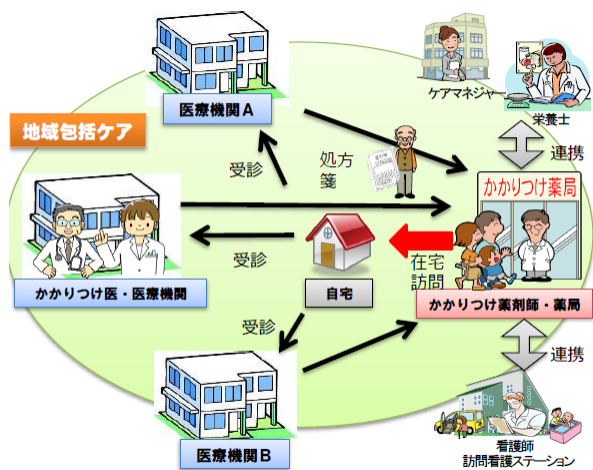 医療機関A
ケアマネジャー
栄養士
地域包括ケア
連携
受診
処方
箋
かかりつけ薬局
受診
在宅
訪問
かかりつけ医・医療機関
自宅
かかりつけ薬剤師・薬局
受診
連携
医療機関B
看護師
訪問看護ステーション